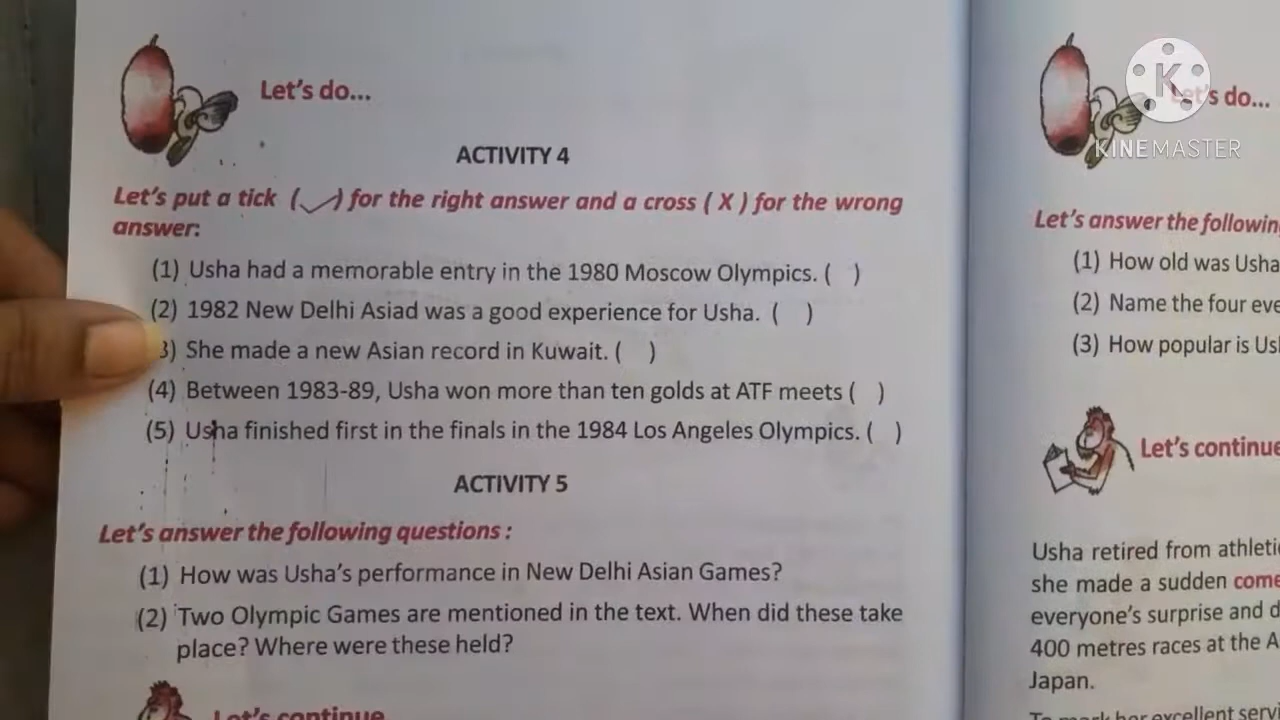 Let's do...
ACTIVITY 4
Let's put a tick ( ) for the right answer and a cross ( X ) for the wrong
answer:
(1) Usha had a memorable entry in the 1980 Moscow Olympics. ( )
(2) 1982 New Delhi Asiad was a good experience for Usha. ( )
3) She made a new Asian record in Kuwait. ( )
(4) Between 1983-89, Usha won more than ten golds at ATF meets ( )
(5) Usha finished first in the finals in the 1984 Los Angeles Olympics. ( )
ACTIVITY 5
Let's answer the following questions :
(1) How was Usha's performance in New Delhi Asian Games?
(2) Two Olympic Games are mentioned in the text. When did these take
place? Where were these held?
Let's continue
K
KINEMASTER
Let's do...
Let's answer the followin
(1) How old was Usha
(2) Name the four eve
(3) How popular is Us
Let's continue
Usha retired from athleti
she made a sudden come
everyone's surprise and d
400 metres races at the A
Japan.
To mark her excellent servi